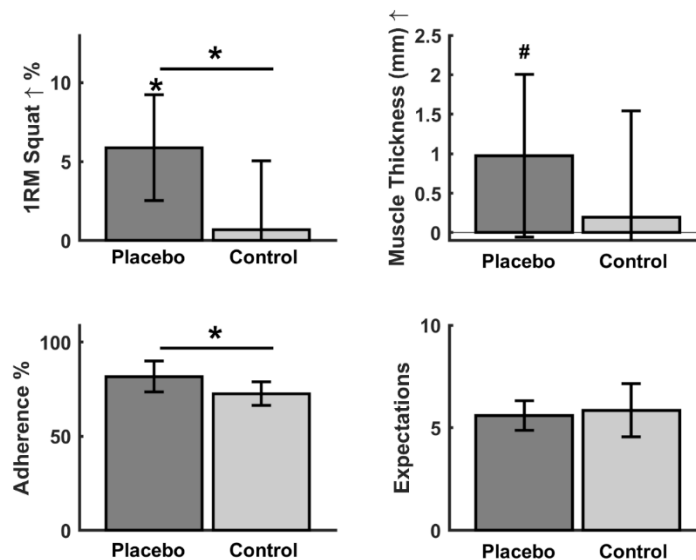 1RM Squat ↑ %
10
5
0
*
*
Placebo
Control
Muscle Thickness (mm) ↑
2.5
2
1.5
1
0.5
0
#
Placebo
Control
Adherence %
100
50
0
*
Placebo
Control
Expectations
10
5
0
Placebo
Control